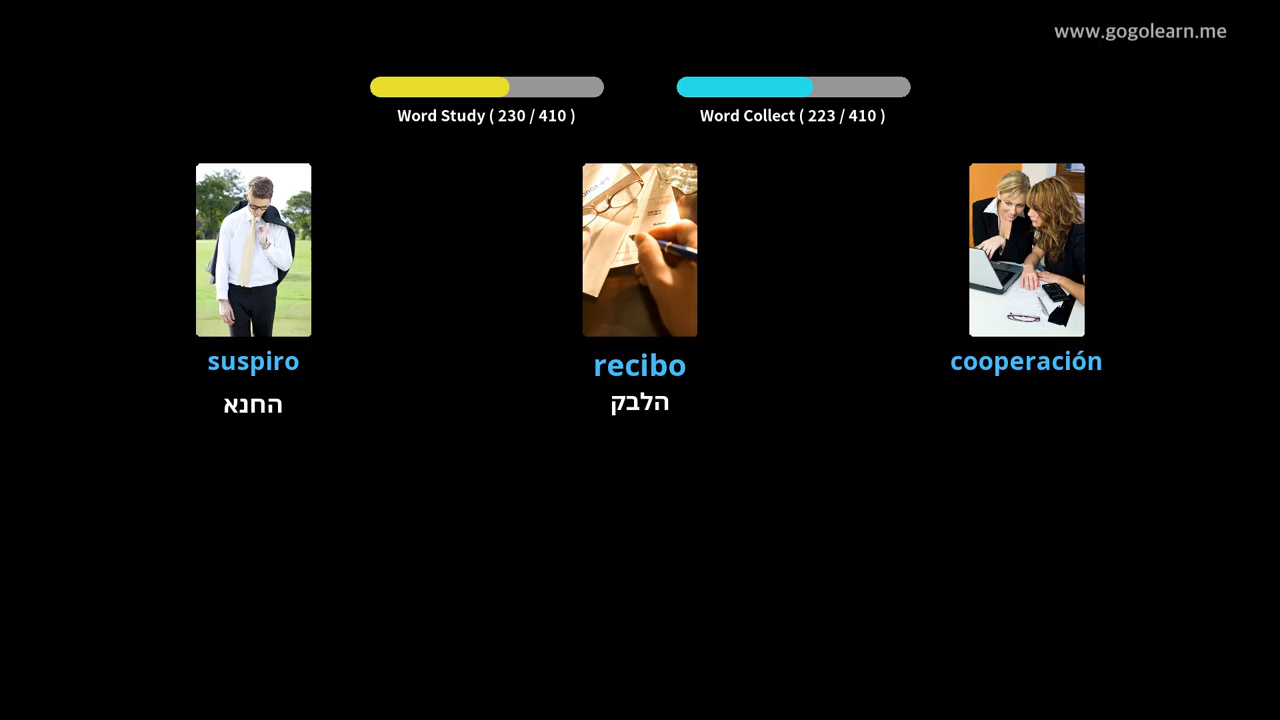 www.gogolearn.me
Word Study ( 230 / 410 )
Word Collect ( 223 / 410 )
suspiro
החנא
recibo
הלבק
cooperación